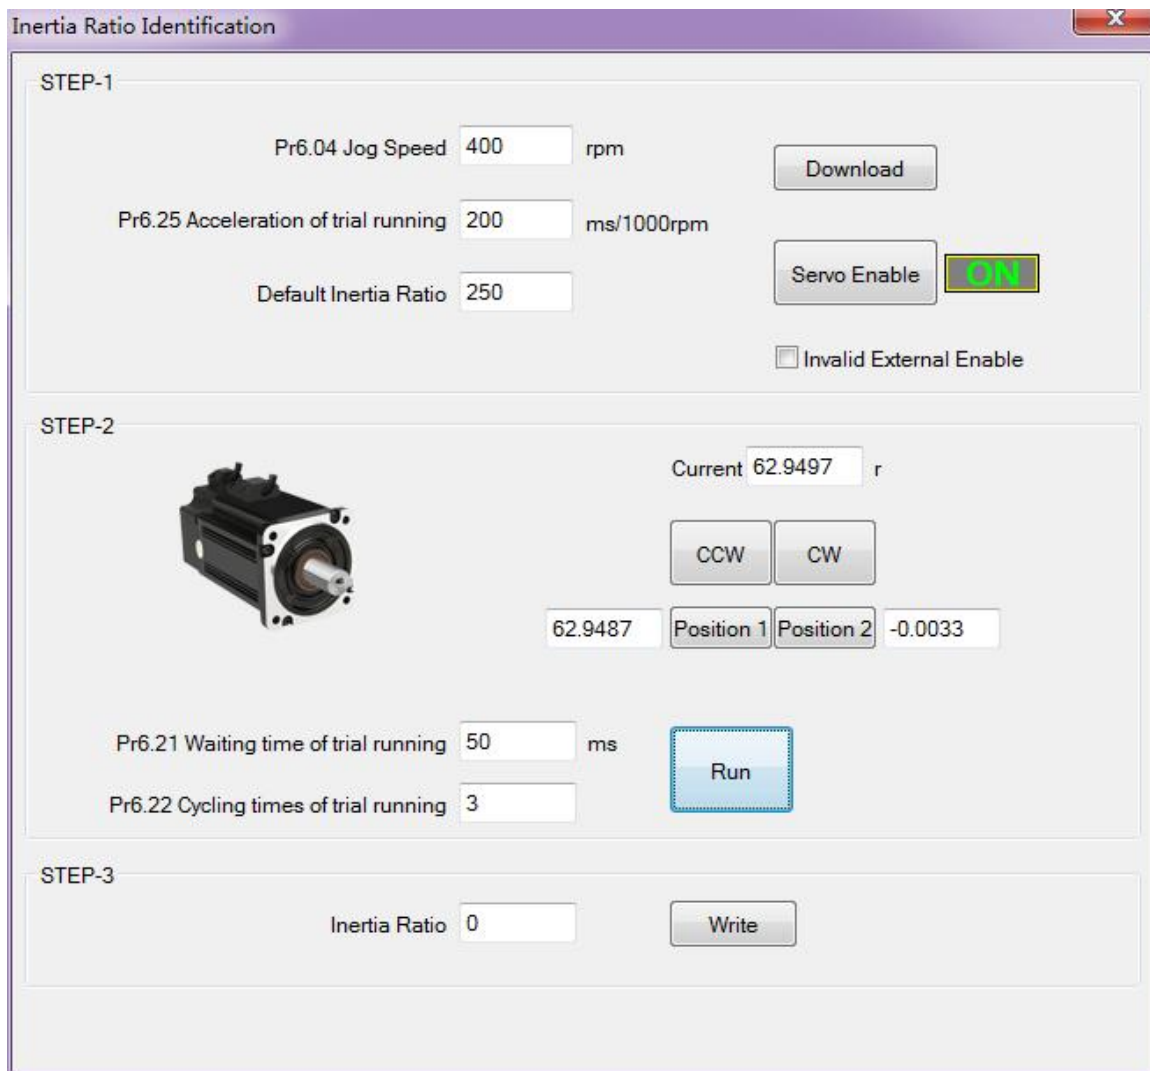 Inertia Ratio Identification
X
STEP-1
Pr6.04 Jog Speed 400 rpm
Download
Pr6.25 Acceleration of trial running 200 ms/1000rpm
Servo Enable ON
Default Inertia Ratio 250
Invalid External Enable
STEP-2
Current 62.9497 r
CCW CW
62.9487 Position 1 Position 2 -0.0033
Pr6.21 Waiting time of trial running 50 ms
Run
Pr6.22 Cycling times of trial running 3
STEP-3
Inertia Ratio 0 Write